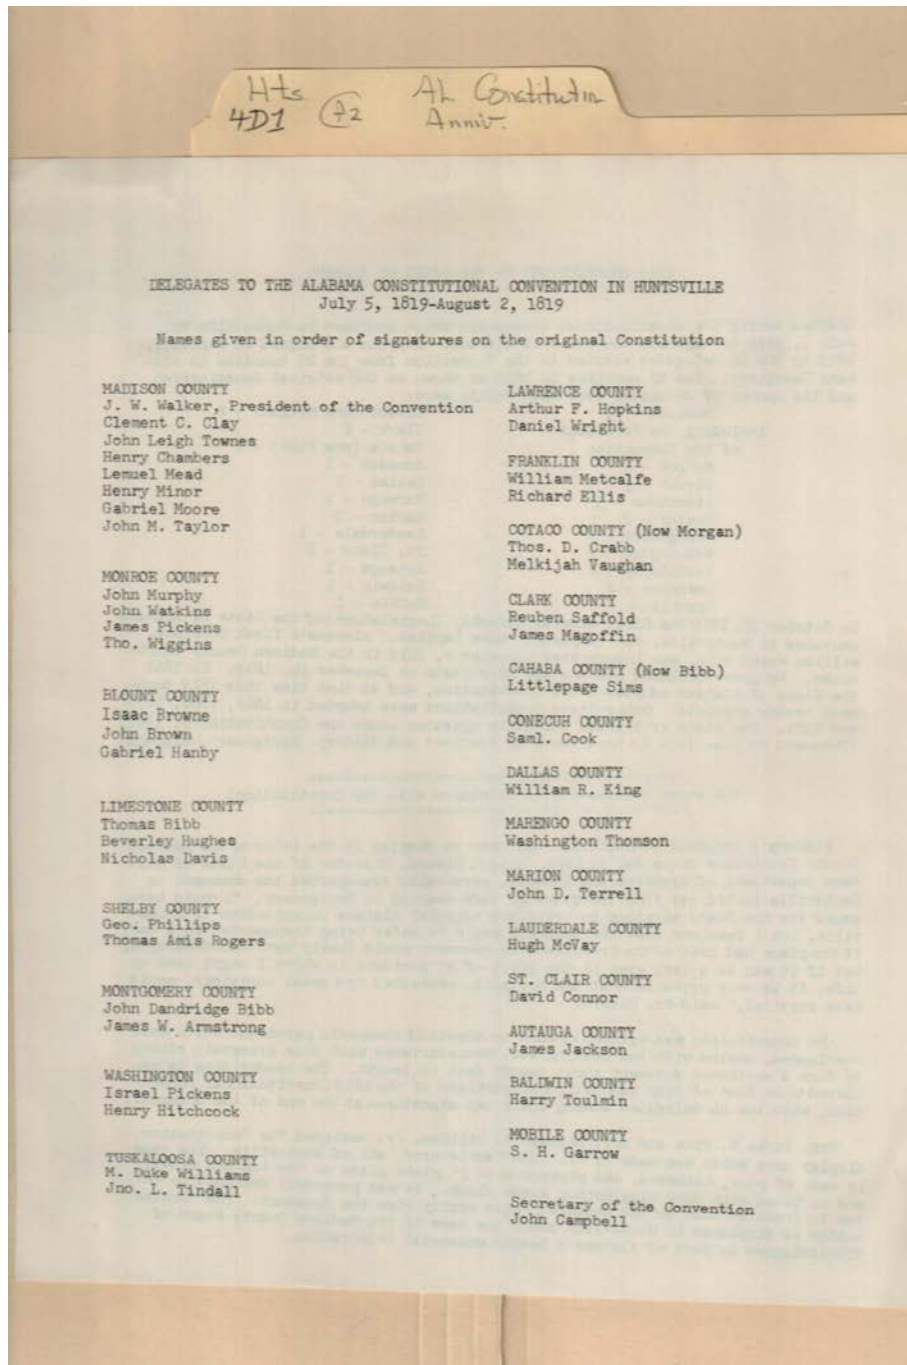 Hts AL Constitutin
4D1 Anniv.
DELEGATES TO THE ALABAMA CONSTITUTIONAL CONVENTION IN HUNTSVILLE
July 5, 1819-August 2, 1819
Names given in order of signatures on the original Constitution
MADISON COUNTY
J. W. Walker, President of the Convention
Clement C. Clay
John Leigh Townes
Henry Chambers
Lemuel Mead
Henry Minor
Gabriel Moore
John M. Taylor
MONROE COUNTY
John Murphy
John Watkins
James Pickens
Tho. Wiggins
BLOUNT COUNTY
Isaac Browne
John Brown
Gabriel Hanby
LIMESTONE COUNTY
Thomas Bibb
Beverley Hughes
Nicholas Davis
SHELBY COUNTY
Geo. Phillips
Thomas Amis Rogers
MONTGOMERY COUNTY
John Dandridge Bibb
James W. Armstrong
WASHINGTON COUNTY
Israel Pickens
Henry Hitchcock
TUSKALOOSA COUNTY
M. Duke Williams
Jno. L. Tindall
LAWRENCE COUNTY
Arthur F. Hopkins
Daniel Wright
FRANKLIN COUNTY
William Metcalfe
Richard Ellis
COTACO COUNTY (Now Morgan)
Thos. D. Crabb
Melkijah Vaughan
CLARK COUNTY
Reuben Saffold
James Magoffin
CAHABA COUNTY (Now Bibb)
Littlepage Sims
CONECUH COUNTY
Saml. Cook
DALLAS COUNTY
William R. King
MARENGO COUNTY
Washington Thomson
MARION COUNTY
John D. Terrell
LAUDERDALE COUNTY
Hugh McVay
ST. CLAIR COUNTY
David Connor
AUTAUGA COUNTY
James Jackson
BALDWIN COUNTY
Harry Toulmin
MOBILE COUNTY
S. H. Garrow
Secretary of the Convention
John Campbell